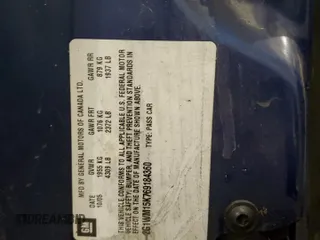 MFD BY GENERAL MOTORS OF CANADA LTD.
DATE GVWR GAWR FRT GAWR RR
10/05 1955 KG 1076 KG 879 KG
4309 LB 2372 LB 1937 LB
THIS VEHICLE CONFORMS TO ALL APPLICABLE U.S. FEDERAL MOTOR
VEHICLE SAFETY, BUMPER, AND THEFT PREVENTION STANDARDS IN
EFFECT ON THE DATE OF MANUFACTURE SHOWN ABOVE.
TYPE: PASS CAR
GM